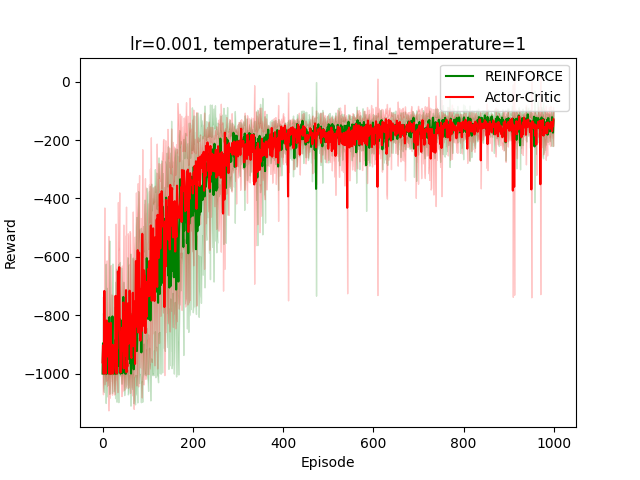 lr=0.001, temperature=1, final_temperature=1
REINFORCE
Actor-Critic
0
−200
−400
−600
−800
−1000
Reward
0 200 400 600 800 1000
Episode